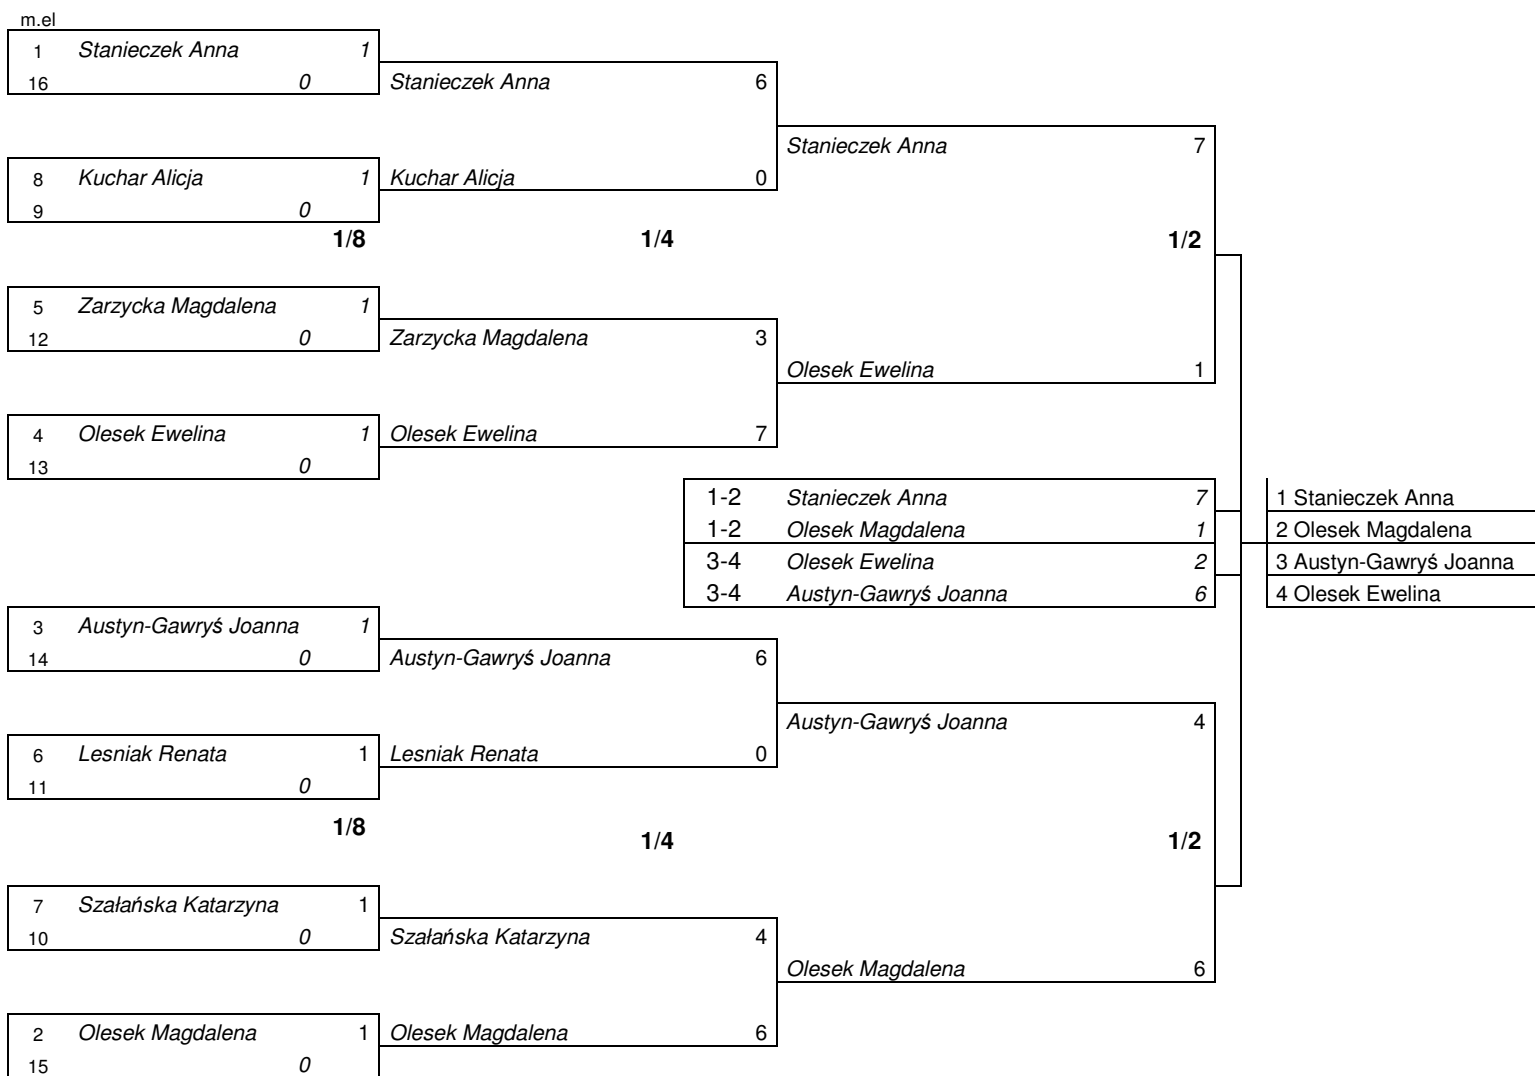 m.el
1 Stanieczek Anna 1
16 0
Stanieczek Anna 6
Stanieczek Anna 7
8 Kuchar Alicja 1
Kuchar Alicja 0
9 0
1/8 1/4 1/2
5 Zarzycka Magdalena 1
12 0
Zarzycka Magdalena 3
Olesek Ewelina 1
4 Olesek Ewelina 1
Olesek Ewelina 7
13 0
1-2 Stanieczek Anna 7
1 Stanieczek Anna
1-2 Olesek Magdalena 1
2 Olesek Magdalena
3-4 Olesek Ewelina 2
3 Austyn-Gawryś Joanna
3-4 Austyn-Gawryś Joanna 6
4 Olesek Ewelina
3 Austyn-Gawryś Joanna 1
14 0
Austyn-Gawryś Joanna 6
Austyn-Gawryś Joanna 4
6 Lesniak Renata 1
Lesniak Renata 0
11 0
1/8
1/4 1/2
7 Szałańska Katarzyna 1
10 0
Szałańska Katarzyna 4
Olesek Magdalena 6
2 Olesek Magdalena 1
Olesek Magdalena 6
15 0